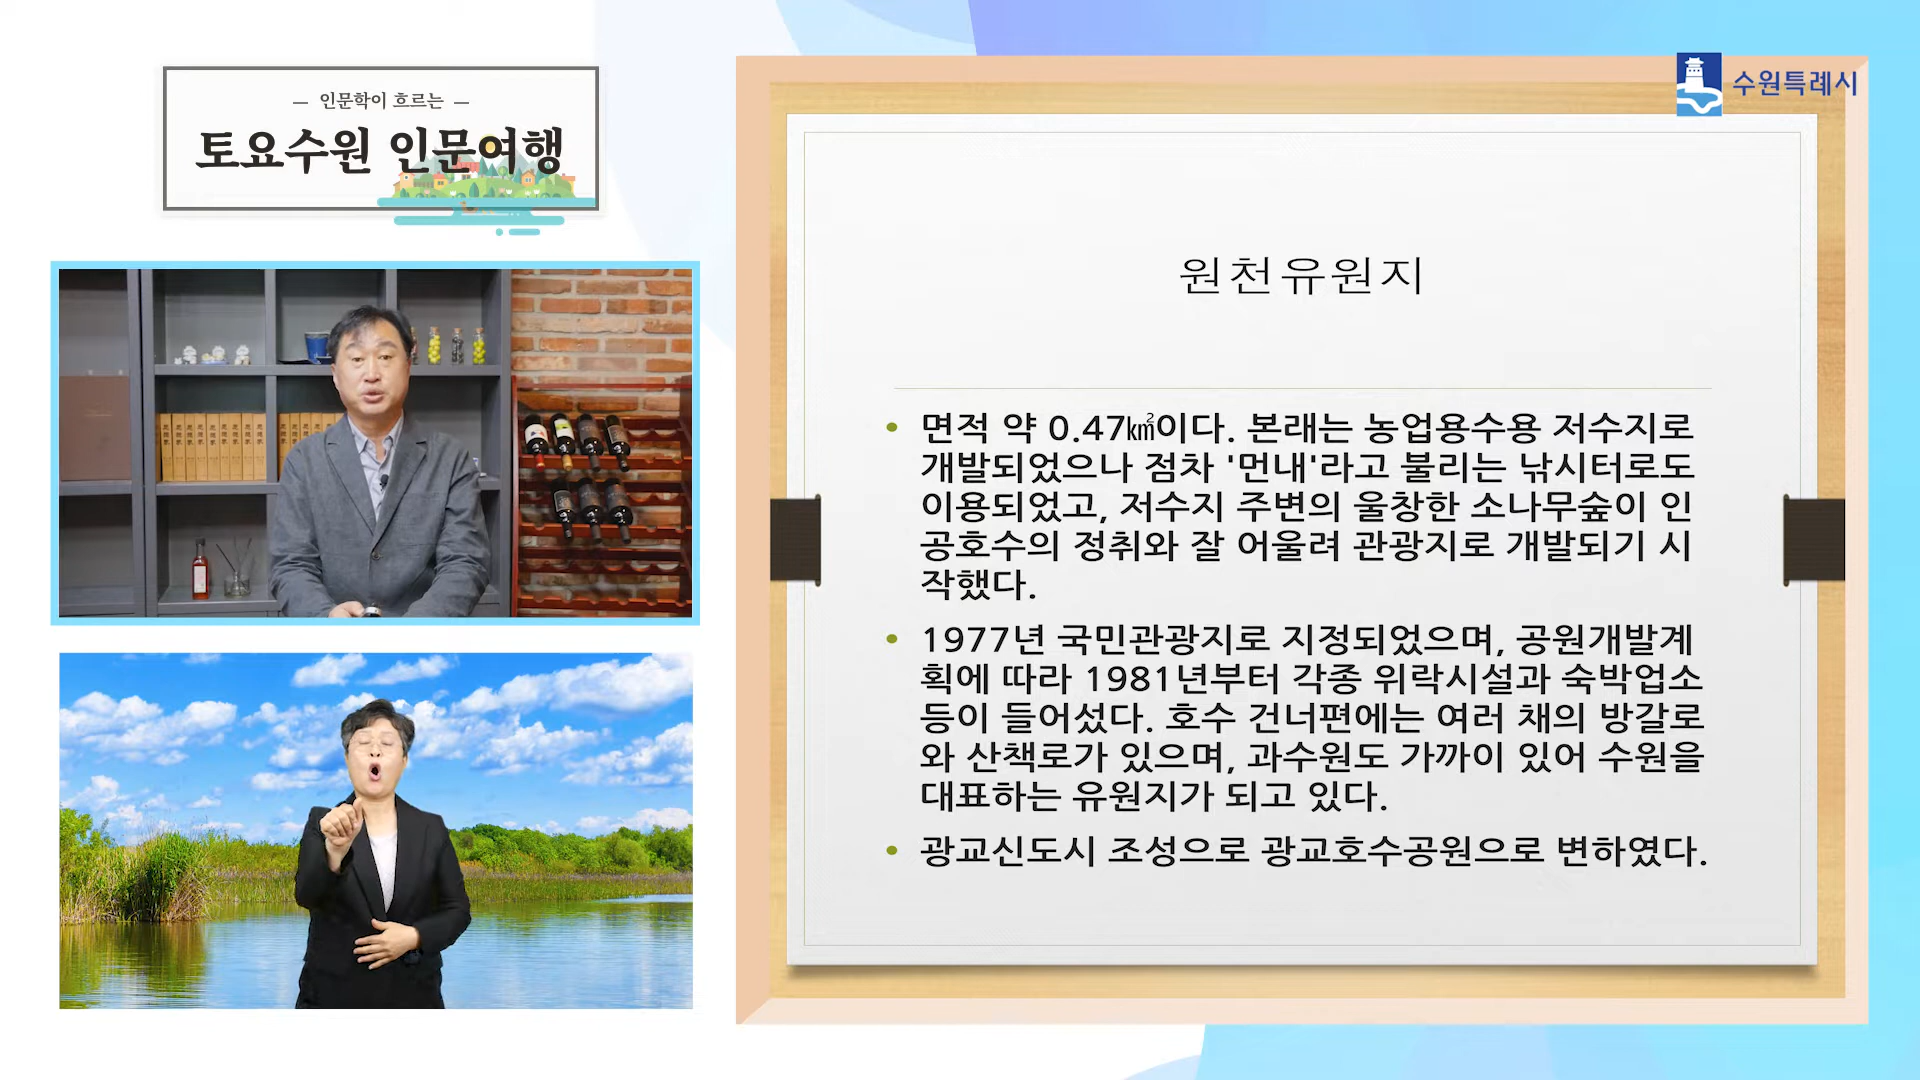 — 인문학이 흐르는 —
토요수원 인문여행
수원특례시
원천유원지
• 면적 약 0.47㎢이다. 본래는 농업용수용 저수지로
개발되었으나 점차 '먼내'라고 불리는 낚시터로도
이용되었고, 저수지 주변의 울창한 소나무숲이 인
공호수의 정취와 잘 어울려 관광지로 개발되기 시
작했다.
• 1977년 국민관광지로 지정되었으며, 공원개발계
획에 따라 1981년부터 각종 위락시설과 숙박업소
등이 들어섰다. 호수 건너편에는 여러 채의 방갈로
와 산책로가 있으며, 과수원도 가까이 있어 수원을
대표하는 유원지가 되고 있다.
• 광교신도시 조성으로 광교호수공원으로 변하였다.